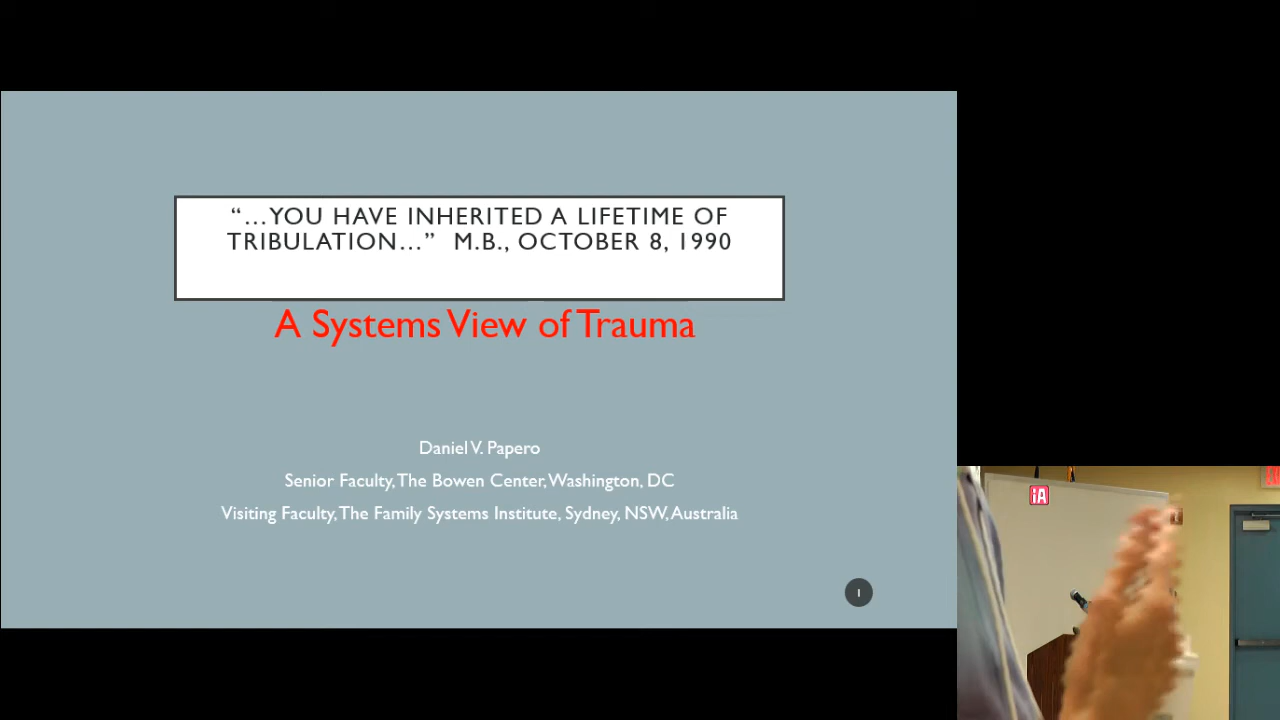 “…YOU HAVE INHERITED A LIFETIME OF
TRIBULATION…” M.B., OCTOBER 8, 1990
A Systems View of Trauma
Daniel V. Papero
Senior Faculty, The Bowen Center, Washington, DC
Visiting Faculty, The Family Systems Institute, Sydney, NSW, Australia
1
iA